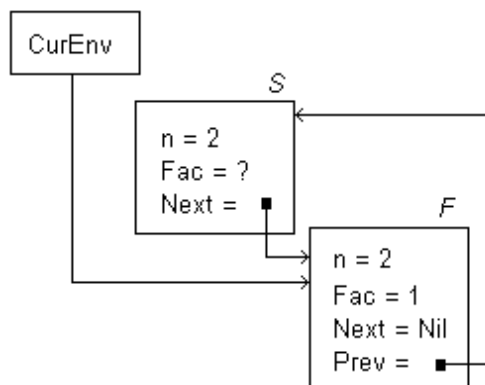 CurEnv
S
n = 2
Fac = ?
Next =
F
n = 2
Fac = 1
Next = Nil
Prev =